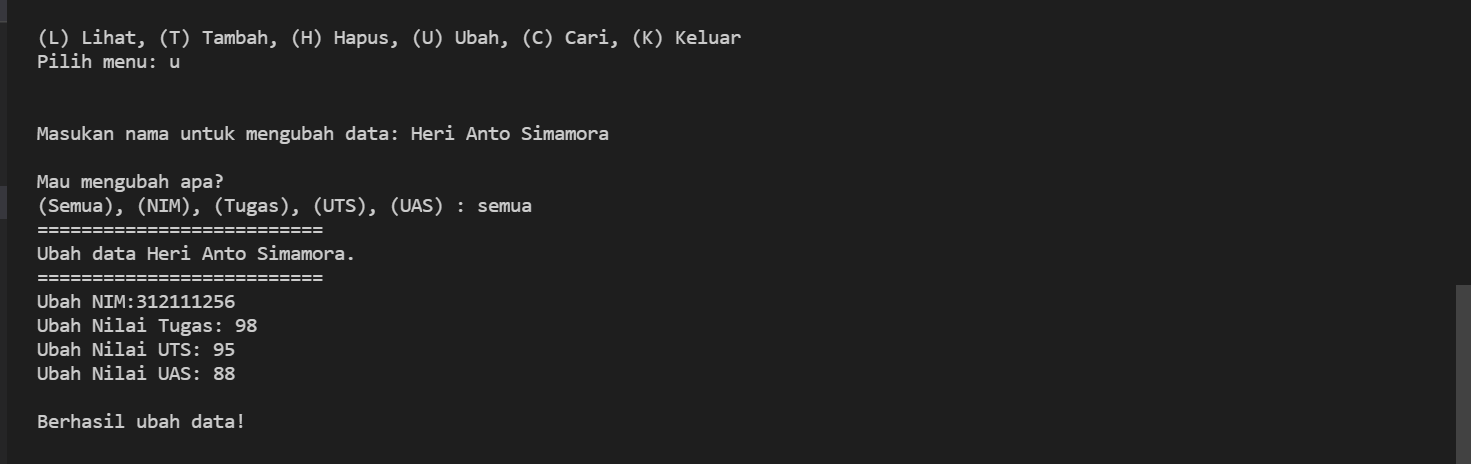 (L) Lihat, (T) Tambah, (H) Hapus, (U) Ubah, (C) Cari, (K) Keluar
Pilih menu: u
Masukan nama untuk mengubah data: Heri Anto Simamora
Mau mengubah apa?
(Semua), (NIM), (Tugas), (UTS), (UAS) : semua
==========================
Ubah data Heri Anto Simamora.
==========================
Ubah NIM:312111256
Ubah Nilai Tugas: 98
Ubah Nilai UTS: 95
Ubah Nilai UAS: 88
Berhasil ubah data!